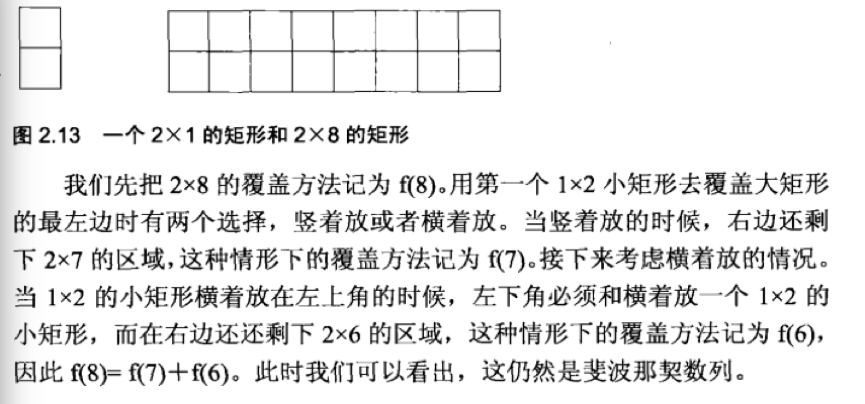 图 2.13 一个 2×1 的矩形和 2×8 的矩形
我们先把 2×8 的覆盖方法记为 f(8)。用第一个 1×2 小矩形去覆盖大矩形
的最左边时有两个选择，竖着放或者横着放。当竖着放的时候，右边还剩
下 2×7 的区域，这种情形下的覆盖方法记为 f(7)。接下来考虑横着放的情况。
当 1×2 的小矩形横着放在左上角的时候，左下角必须和横着放一个 1×2 的
小矩形，而在右边还还剩下 2×6 的区域，这种情形下的覆盖方法记为 f(6)，
因此 f(8)= f(7)＋f(6)。此时我们可以看出，这仍然是斐波那契数列。